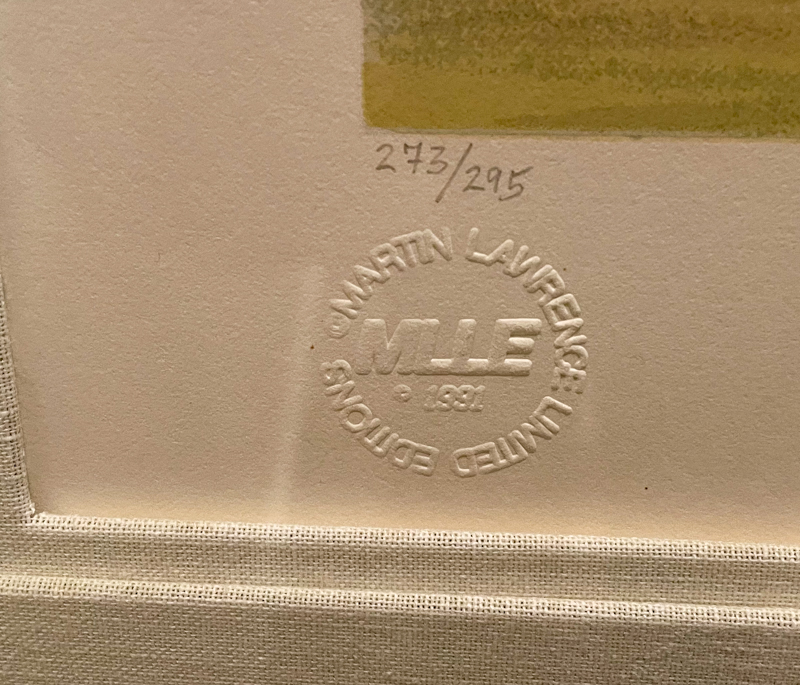 273/295
© MARTIN LAWRENCE LIMITED EDITIONS
MLLE
© 1991